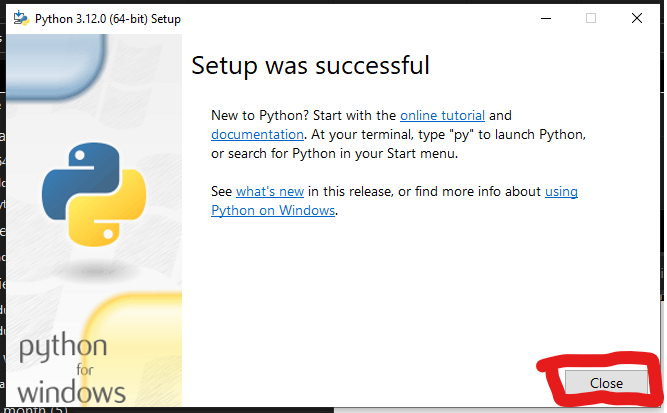 Python 3.12.0 (64-bit) Setup
Setup was successful
New to Python? Start with the online tutorial and
documentation. At your terminal, type "py" to launch Python,
or search for Python in your Start menu.
See what's new in this release, or find more info about using
Python on Windows.
python
for
windows
Close
month (5)